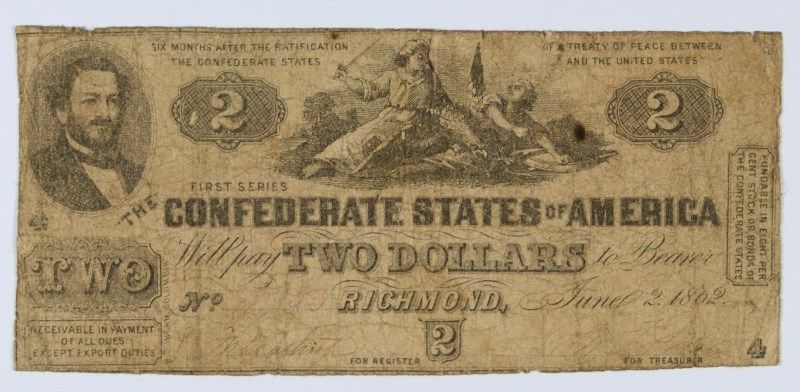 SIX MONTHS AFTER THE RATIFICATION
OF A TREATY OF PEACE BETWEEN
THE CONFEDERATE STATES
AND THE UNITED STATES
2
2
FIRST SERIES
4
THE
CONFEDERATE STATES OF AMERICA
Will pay TWO DOLLARS to Bearer
TWO
No.
RICHMOND, June 2, 1862
RECEIVABLE IN PAYMENT
OF ALL DUES
EXCEPT EXPORT DUTIES
2
FOR REGISTER
FOR TREASURER
4
FUNDABLE IN EIGHT PER
CENT STOCK OR BONDS OF
THE CONFEDERATE STATES